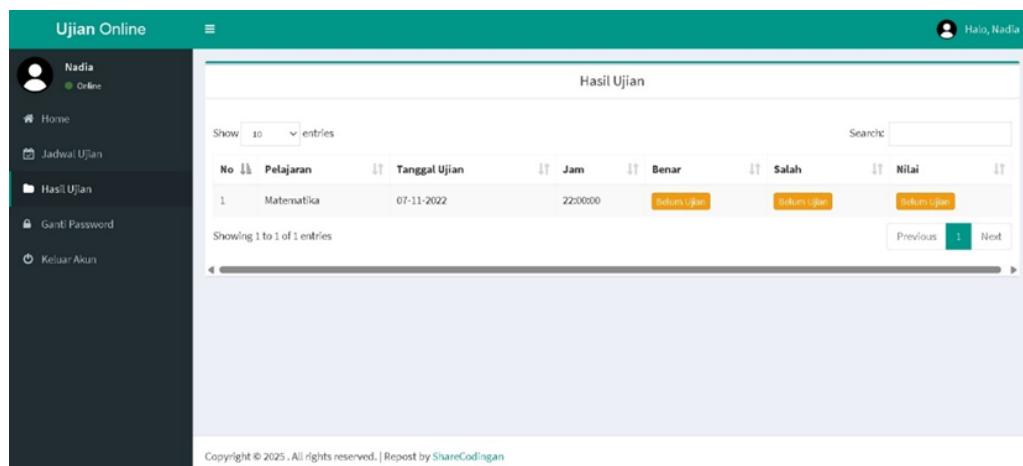 Ujian Online
Halo, Nadia
Nadia
Online
Home
Jadwal Ujian
Hasil Ujian
Ganti Password
Keluar Akun
Hasil Ujian
Show 10 entries
Search:
No Pelajaran Tanggal Ujian Jam Benar Salah Nilai
1 Matematika 07-11-2022 22:00:00 Belum Ujian Belum Ujian Belum Ujian
Showing 1 to 1 of 1 entries
Previous 1 Next
Copyright © 2025 . All rights reserved. | Repost by ShareCodingan